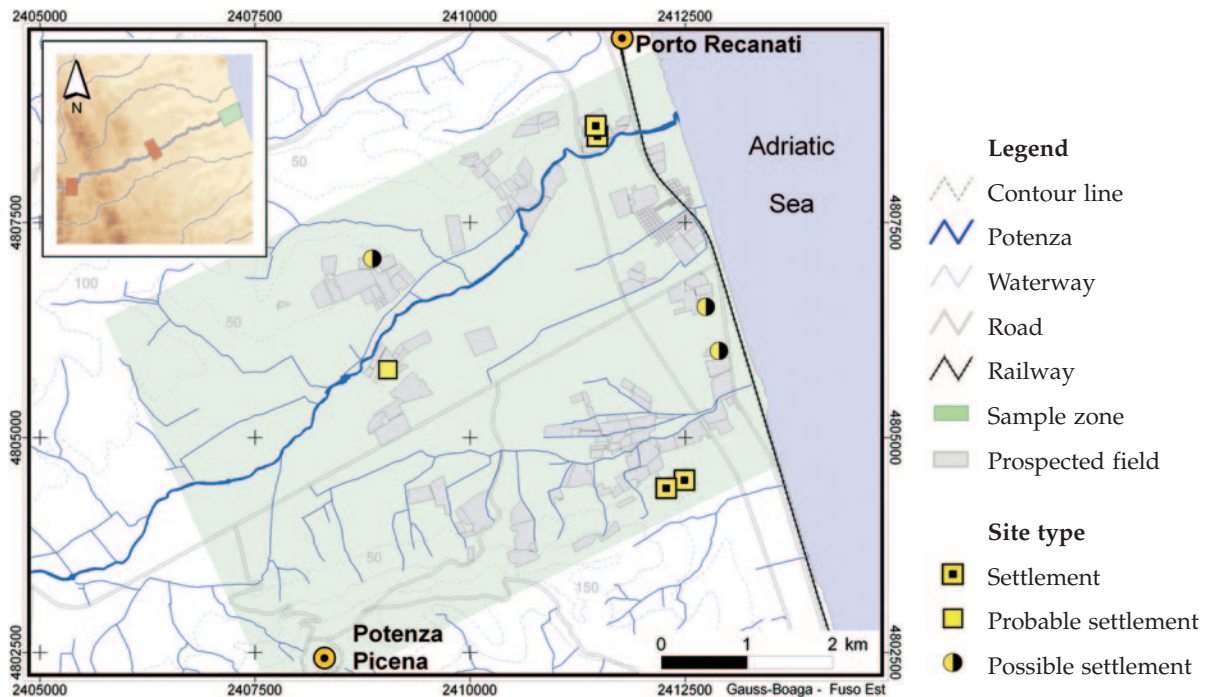 2405000
2407500
2410000
2412500
Porto Recanati
N
50
Adriatic
Sea
4807500
4807500
100
50
4805000
4805000
50
150
Potenza
Picena
0
1
2 km
4802500
4802500
2405000
2407500
2410000
2412500
Gauss-Boaga - Fuso Est
Legend
Contour line
Potenza
Waterway
Road
Railway
Sample zone
Prospected field
Site type
Settlement
Probable settlement
Possible settlement